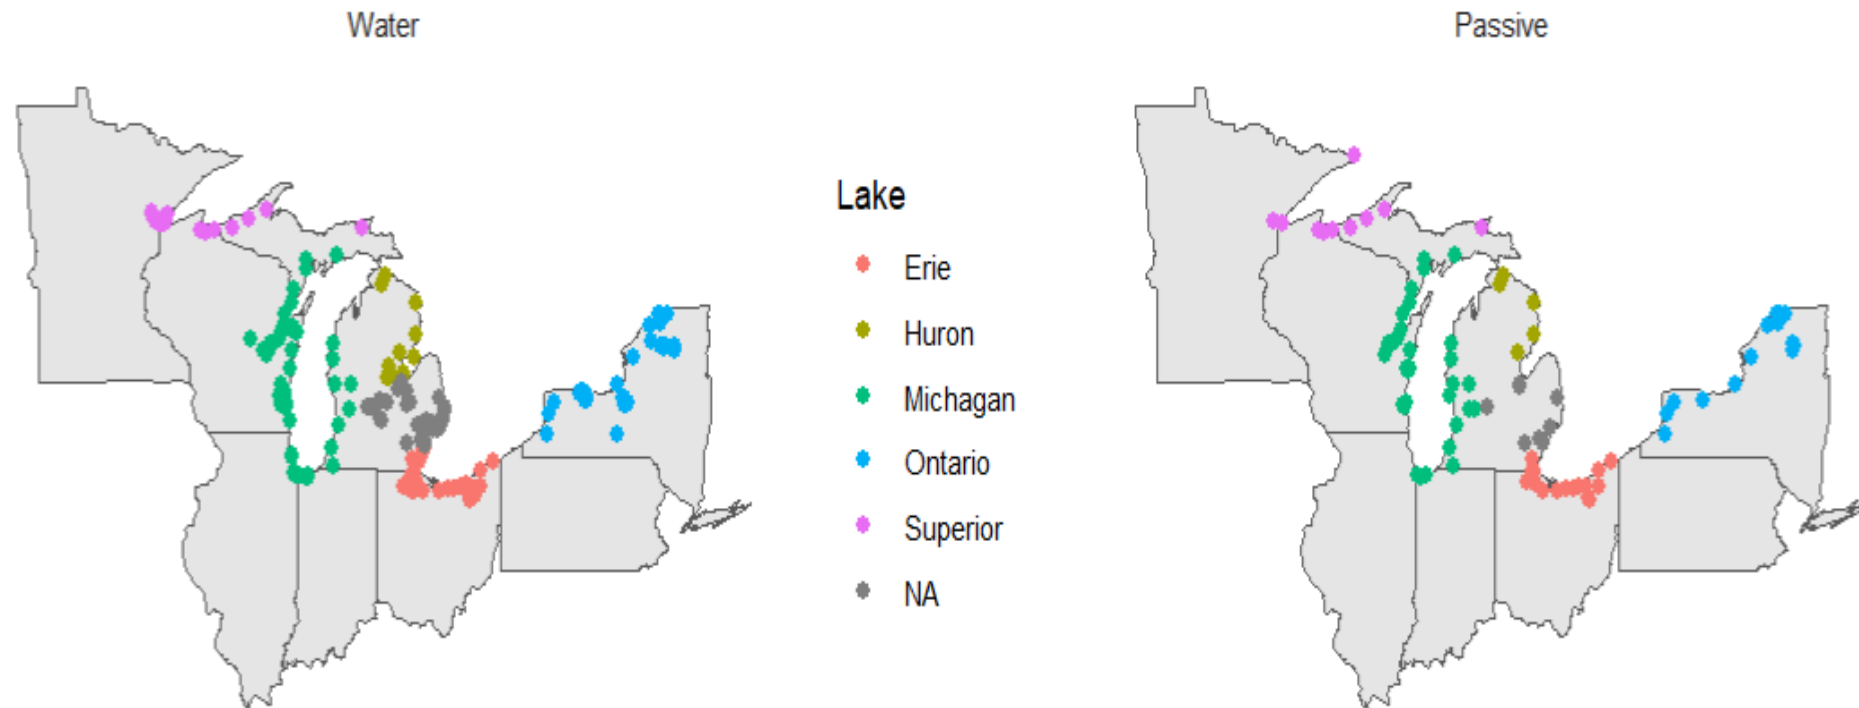 Water
Passive
Lake
Erie
Huron
Michagan
Ontario
Superior
NA